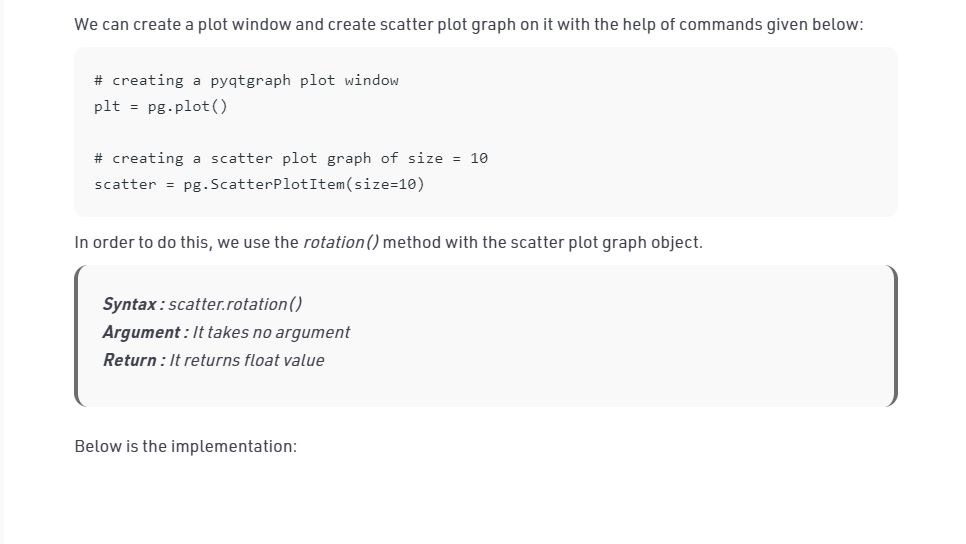 We can create a plot window and create scatter plot graph on it with the help of commands given below:
# creating a pyqtgraph plot window
plt = pg.plot()
# creating a scatter plot graph of size = 10
scatter = pg.ScatterPlotItem(size=10)
In order to do this, we use the rotation() method with the scatter plot graph object.
Syntax : scatter.rotation()
Argument : It takes no argument
Return : It returns float value
Below is the implementation: